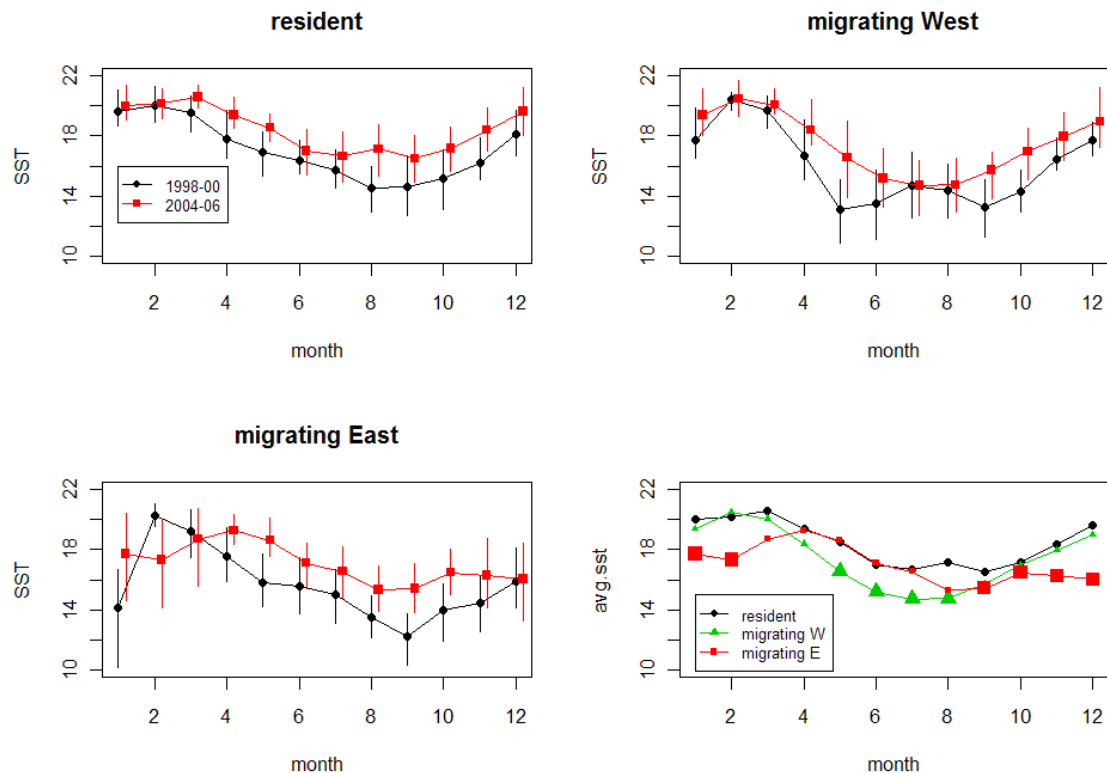 resident
SST
22
18
14
10
1998-00
2004-06
2 4 6 8 10 12
month
migrating West
SST
22
18
14
10
2 4 6 8 10 12
month
migrating East
SST
22
18
14
10
2 4 6 8 10 12
month
avg.sst
22
18
14
10
resident
migrating W
migrating E
2 4 6 8 10 12
month